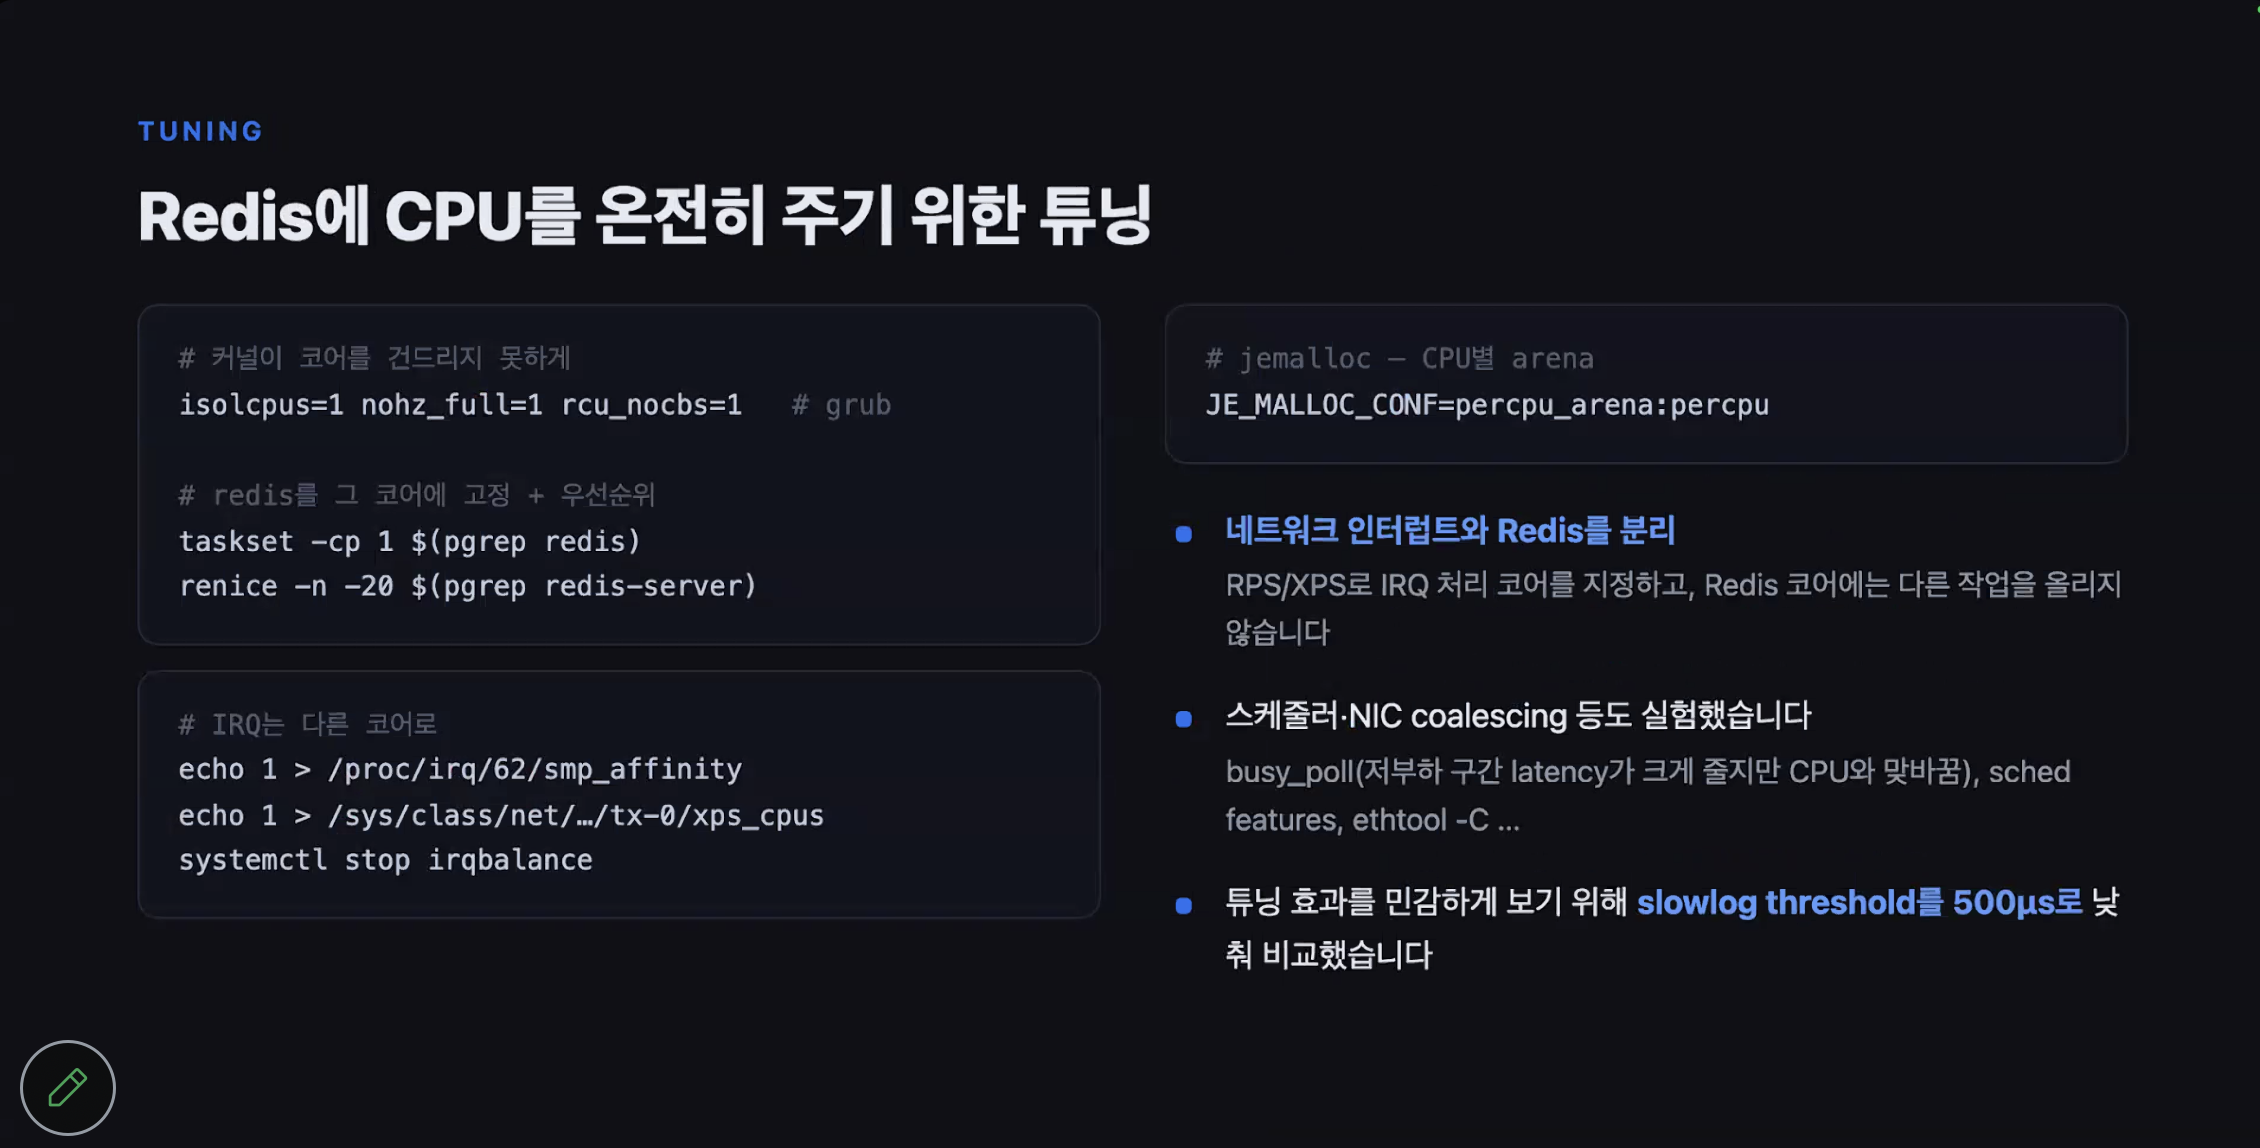 TUNING
Redis에 CPU를 온전히 주기 위한 튜닝
# 커널이 코어를 건드리지 못하게
isolcpus=1 nohz_full=1 rcu_nocbs=1 # grub
# redis를 그 코어에 고정 + 우선순위
taskset -cp 1 $(pgrep redis)
renice -n -20 $(pgrep redis-server)
# IRQ는 다른 코어로
echo 1 > /proc/irq/62/smp_affinity
echo 1 > /sys/class/net/…/tx-0/xps_cpus
systemctl stop irqbalance
# jemalloc — CPU별 arena
JE_MALLOC_CONF=percpu_arena:percpu
네트워크 인터럽트와 Redis를 분리
RPS/XPS로 IRQ 처리 코어를 지정하고, Redis 코어에는 다른 작업을 올리지
않습니다
스케줄러·NIC coalescing 등도 실험했습니다
busy_poll(저부하 구간 latency가 크게 줄지만 CPU와 맞바꿈), sched
features, ethtool -C ...
튜닝 효과를 민감하게 보기 위해 slowlog threshold를 500μs로 낮
춰 비교했습니다